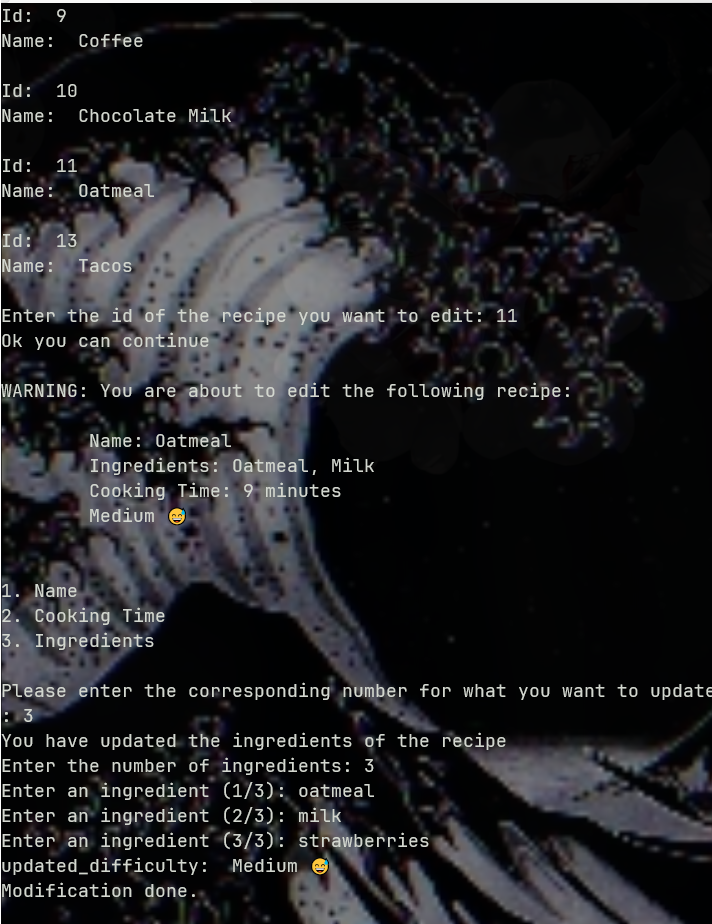 Id:  9
Name:  Coffee
Id:  10
Name:  Chocolate Milk
Id:  11
Name:  Oatmeal
Id:  13
Name:  Tacos
Enter the id of the recipe you want to edit: 11
Ok you can continue
WARNING: You are about to edit the following recipe:
Name: Oatmeal
Ingredients: Oatmeal, Milk
Cooking Time: 9 minutes
Medium 😅
1. Name
2. Cooking Time
3. Ingredients
Please enter the corresponding number for what you want to update
: 3
You have updated the ingredients of the recipe
Enter the number of ingredients: 3
Enter an ingredient (1/3): oatmeal
Enter an ingredient (2/3): milk
Enter an ingredient (3/3): strawberries
updated_difficulty:  Medium 😅
Modification done.